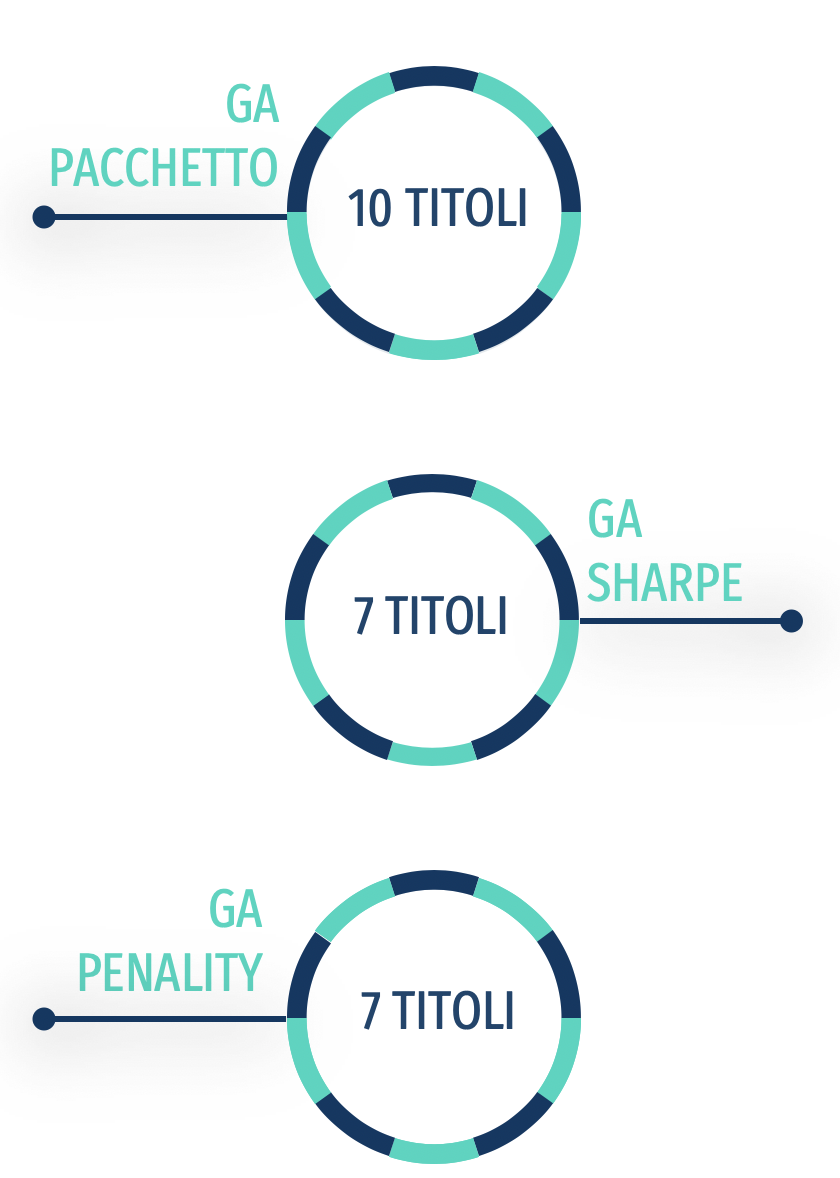 GA
PACCHETTO
10 TITOLI
GA
SHARPE
7 TITOLI
GA
PENALITY
7 TITOLI